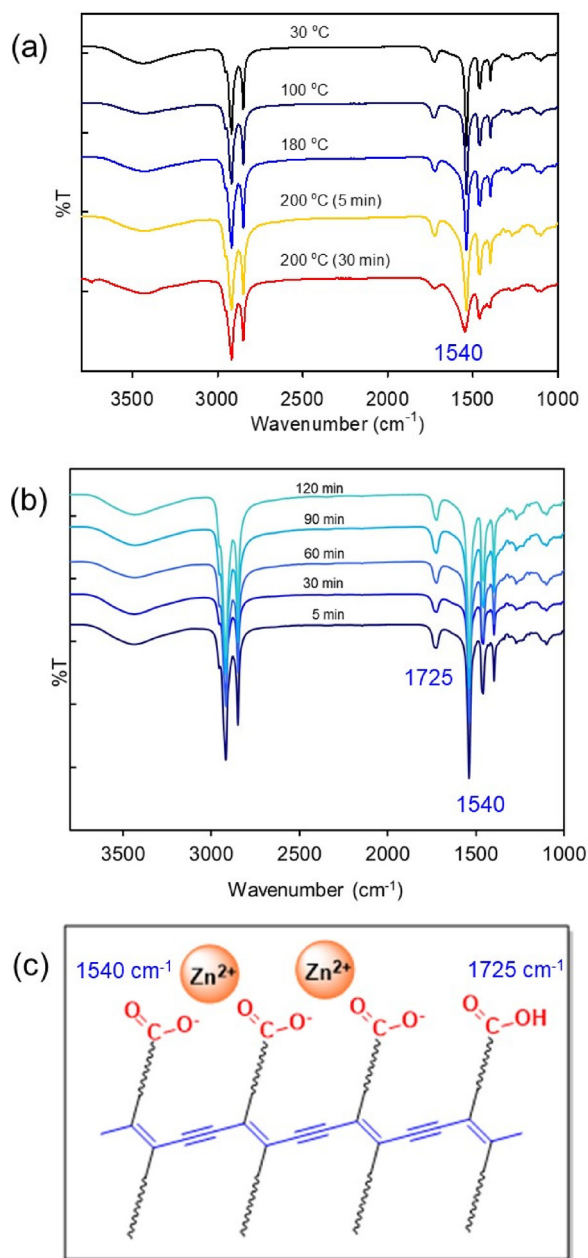 (a)
30 ºC
100 ºC
180 ºC
200 ºC (5 min)
200 ºC (30 min)
%T
1540
3500 3000 2500 2000 1500 1000
Wavenumber (cm⁻¹)
(b)
120 min
90 min
60 min
30 min
5 min
%T
1725
1540
3500 3000 2500 2000 1500 1000
Wavenumber (cm⁻¹)
(c)
1540 cm⁻¹ Zn²⁺ Zn²⁺ 1725 cm⁻¹
O C O⁻ O C O⁻ O C O⁻ O C OH